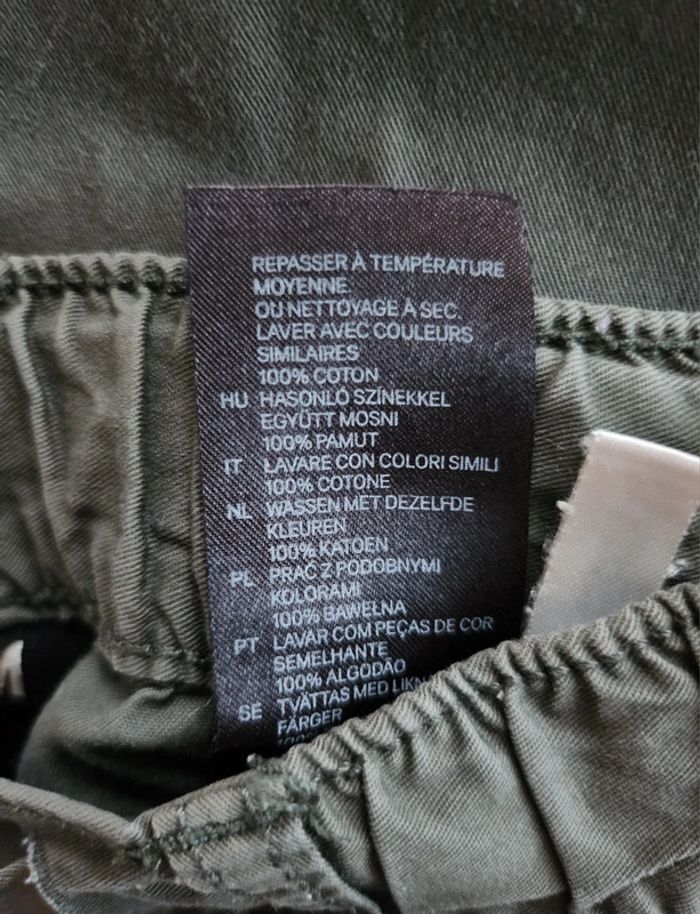 REPASSER À TEMPÉRATURE
MOYENNE
OU NETTOYAGE À SEC.
LAVER AVEC COULEURS
SIMILAIRES
100% COTON
HU HASONLÓ SZÍNEKKEL
EGYÜTT MOSNI
100% PAMUT
IT LAVARE CON COLORI SIMILI
100% COTONE
NL WASSEN MET DEZELFDE
KLEUREN
100% KATOEN
PL PRAĆ Z PODOBNYMI
KOLORAMI
100% BAWEŁNA
PT LAVAR COM PEÇAS DE COR
SEMELHANTE
100% ALGODÃO
SE TVÄTTAS MED
FÄRGER